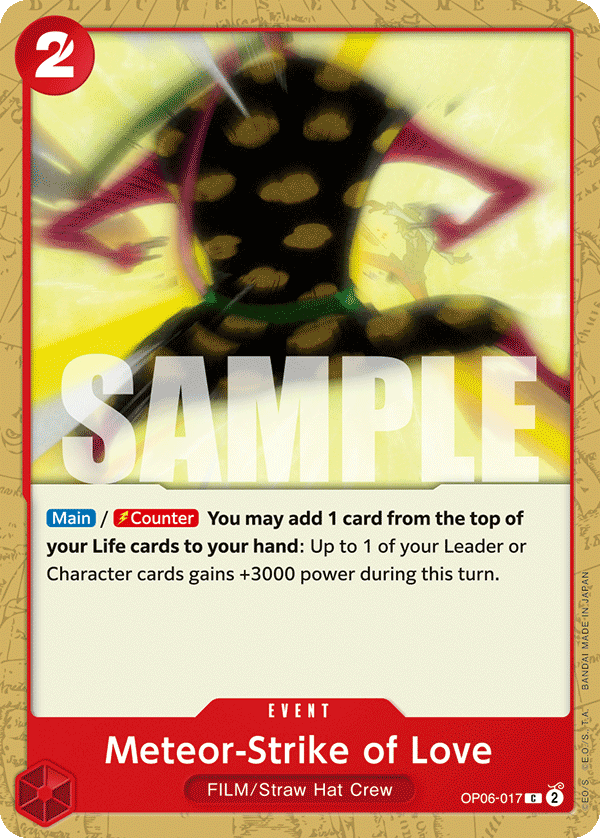 2
SAMPLE
Main / Counter You may add 1 card from the top of
your Life cards to your hand: Up to 1 of your Leader or
Character cards gains +3000 power during this turn.
EVENT
Meteor-Strike of Love
FILM/Straw Hat Crew
OP06-017 C 2
BANDAI MADE IN JAPAN